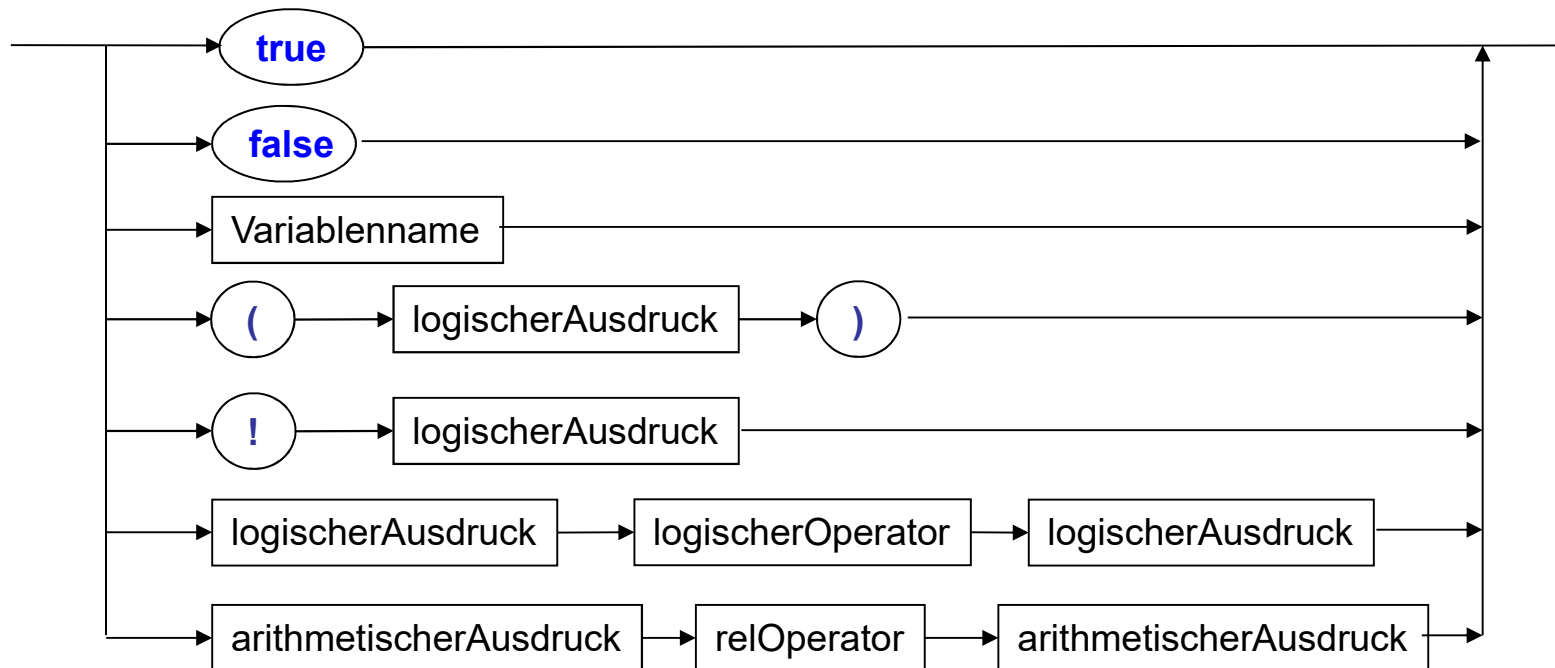 true
false
Variablenname
( logischerAusdruck )
! logischerAusdruck
logischerAusdruck logischerOperator logischerAusdruck
arithmetischerAusdruck relOperator arithmetischerAusdruck